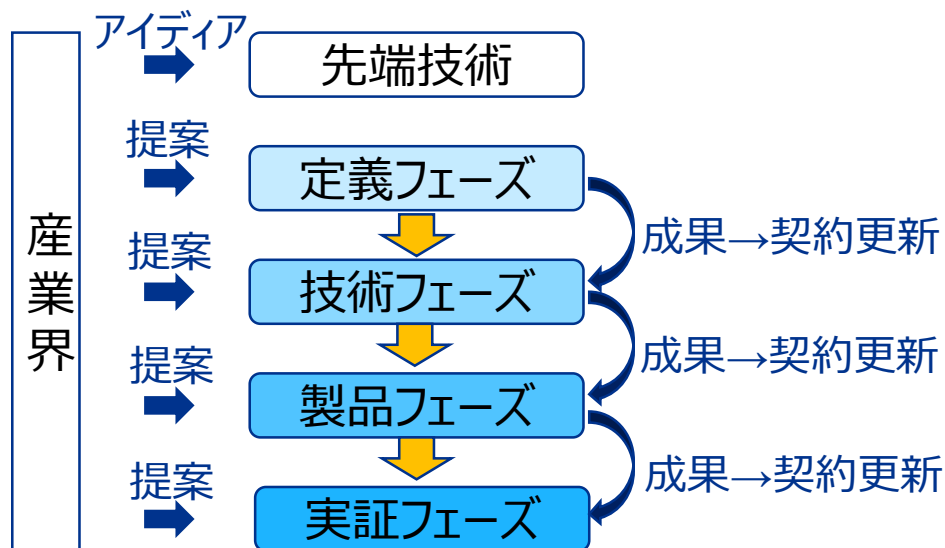 産業界
アイディア
先端技術
提案
定義フェーズ
成果→契約更新
提案
技術フェーズ
成果→契約更新
提案
製品フェーズ
成果→契約更新
提案
実証フェーズ